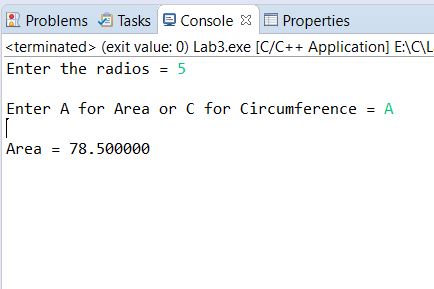 Problems Tasks Console Properties
<terminated> (exit value: 0) Lab3.exe [C/C++ Application] E:\C\L
Enter the radios = 5
Enter A for Area or C for Circumference = A
Area = 78.500000